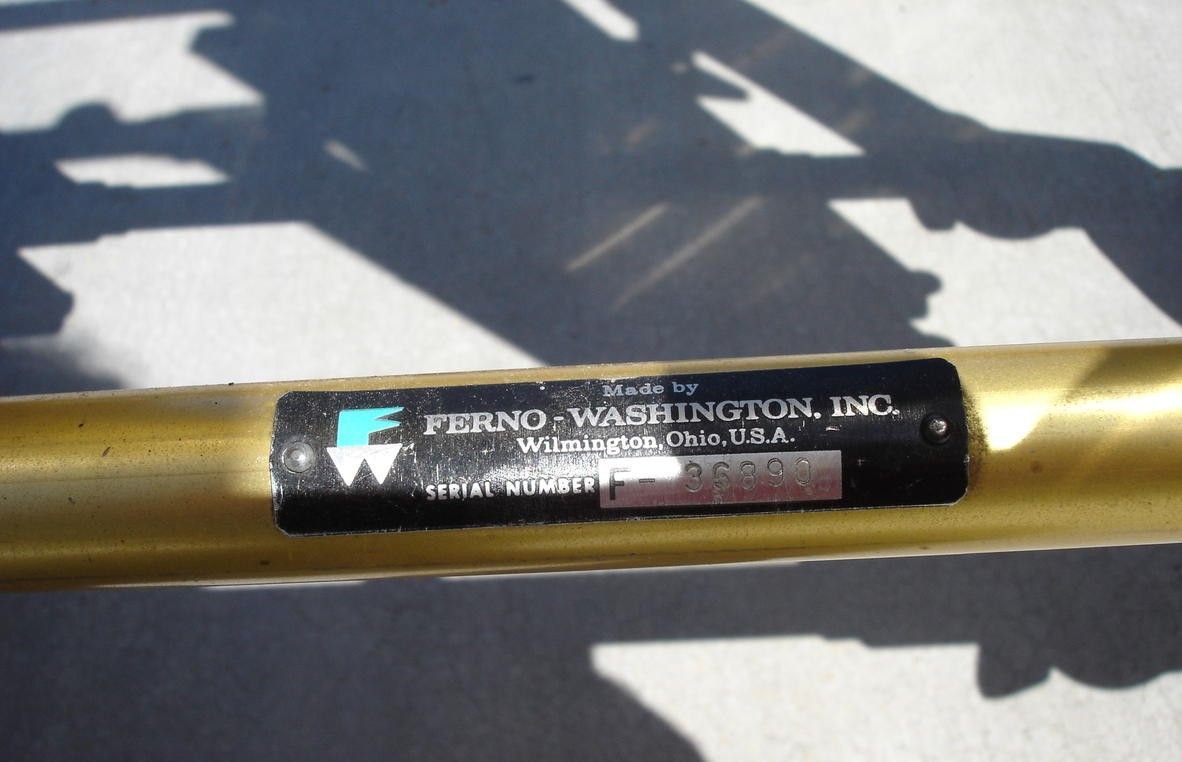 Made by
FERNO-WASHINGTON, INC.
Wilmington, Ohio, U.S.A.
SERIAL NUMBER F- 36890